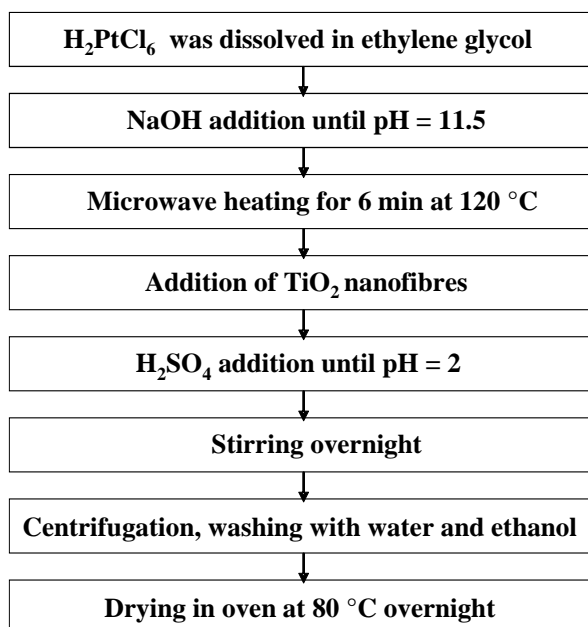 H₂PtCl₆ was dissolved in ethylene glycol
NaOH addition until pH = 11.5
Microwave heating for 6 min at 120 °C
Addition of TiO₂ nanofibres
H₂SO₄ addition until pH = 2
Stirring overnight
Centrifugation, washing with water and ethanol
Drying in oven at 80 °C overnight